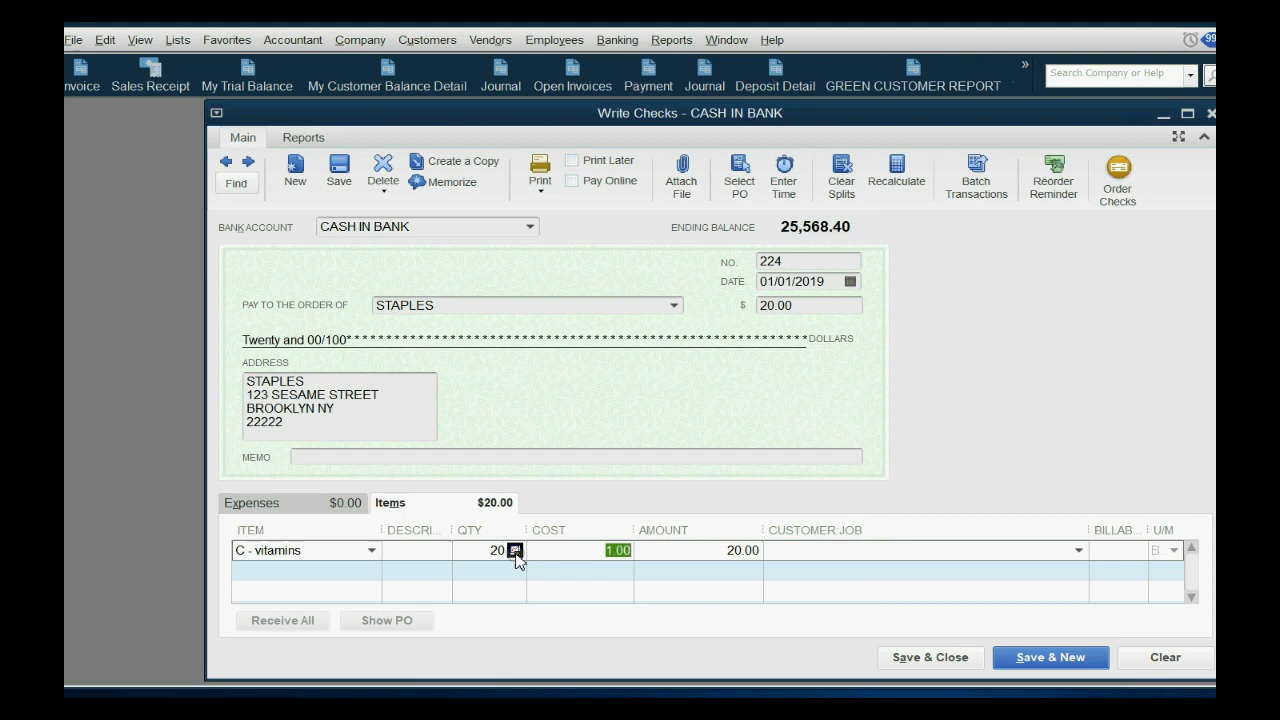 File Edit View Lists Favorites Accountant Company Customers Vendors Employees Banking Reports Window Help 99
nvoice Sales Receipt My Trial Balance My Customer Balance Detail Journal Open Invoices Payment Journal Deposit Detail GREEN CUSTOMER REPORT » Search Company or Help
Write Checks - CASH IN BANK
Main Reports
Find New Save Delete Create a Copy Memorize Print Print Later Pay Online Attach File Select PO Enter Time Clear Splits Recalculate Batch Transactions Reorder Reminder Order Checks
BANK ACCOUNT CASH IN BANK ENDING BALANCE 25,568.40
NO. 224
DATE 01/01/2019
PAY TO THE ORDER OF STAPLES $ 20.00
Twenty and 00/100* * * * * * * * * * * * * * * * * * * * * * * * * * * * * * * * * * * * * * * * * * * * * * * * * * * * * * * * * * DOLLARS
ADDRESS
STAPLES
123 SESAME STREET
BROOKLYN NY
22222
MEMO
Expenses $0.00 Items $20.00
ITEM DESCRI... QTY COST AMOUNT CUSTOMER:JOB BILLAB... U/M
C - vitamins 20 1.00 20.00 B...
Receive All Show PO
Save & Close Save & New Clear